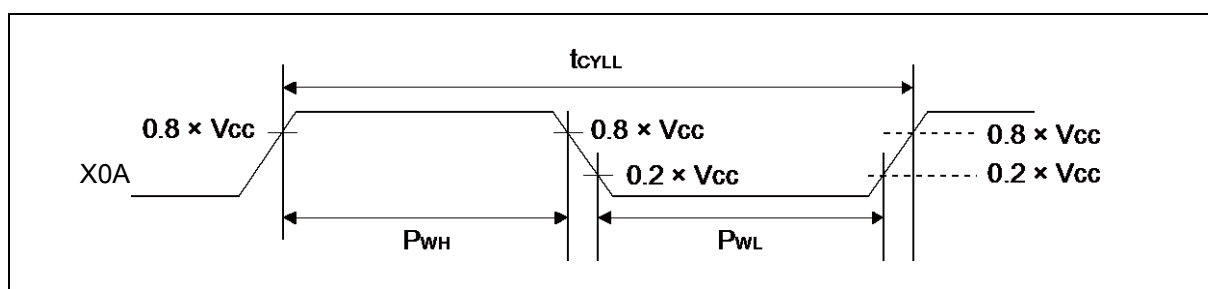 tCYLL
0.8 × VCC
0.8 × VCC
0.8 × VCC
X0A
0.2 × VCC
0.2 × VCC
PWH
PWL